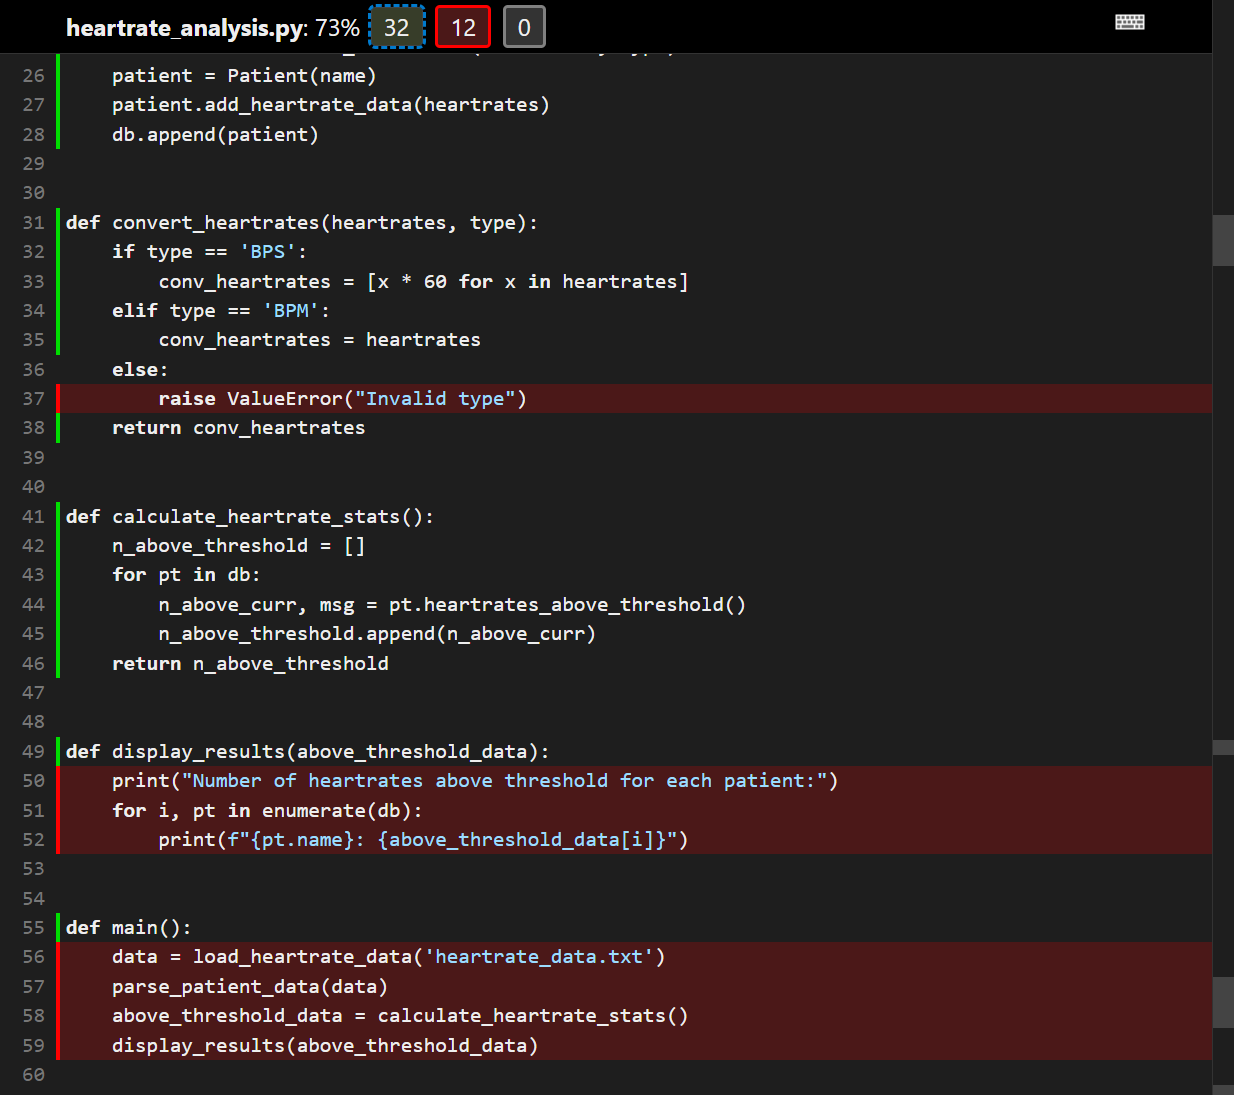 heartrate_analysis.py: 73% 32 12 0
26     patient = Patient(name)
27     patient.add_heartrate_data(heartrates)
28     db.append(patient)
29
30
31 def convert_heartrates(heartrates, type):
32     if type == 'BPS':
33         conv_heartrates = [x * 60 for x in heartrates]
34     elif type == 'BPM':
35         conv_heartrates = heartrates
36     else:
37         raise ValueError("Invalid type")
38     return conv_heartrates
39
40
41 def calculate_heartrate_stats():
42     n_above_threshold = []
43     for pt in db:
44         n_above_curr, msg = pt.heartrates_above_threshold()
45         n_above_threshold.append(n_above_curr)
46     return n_above_threshold
47
48
49 def display_results(above_threshold_data):
50     print("Number of heartrates above threshold for each patient:")
51     for i, pt in enumerate(db):
52         print(f"{pt.name}: {above_threshold_data[i]}")
53
54
55 def main():
56     data = load_heartrate_data('heartrate_data.txt')
57     parse_patient_data(data)
58     above_threshold_data = calculate_heartrate_stats()
59     display_results(above_threshold_data)
60